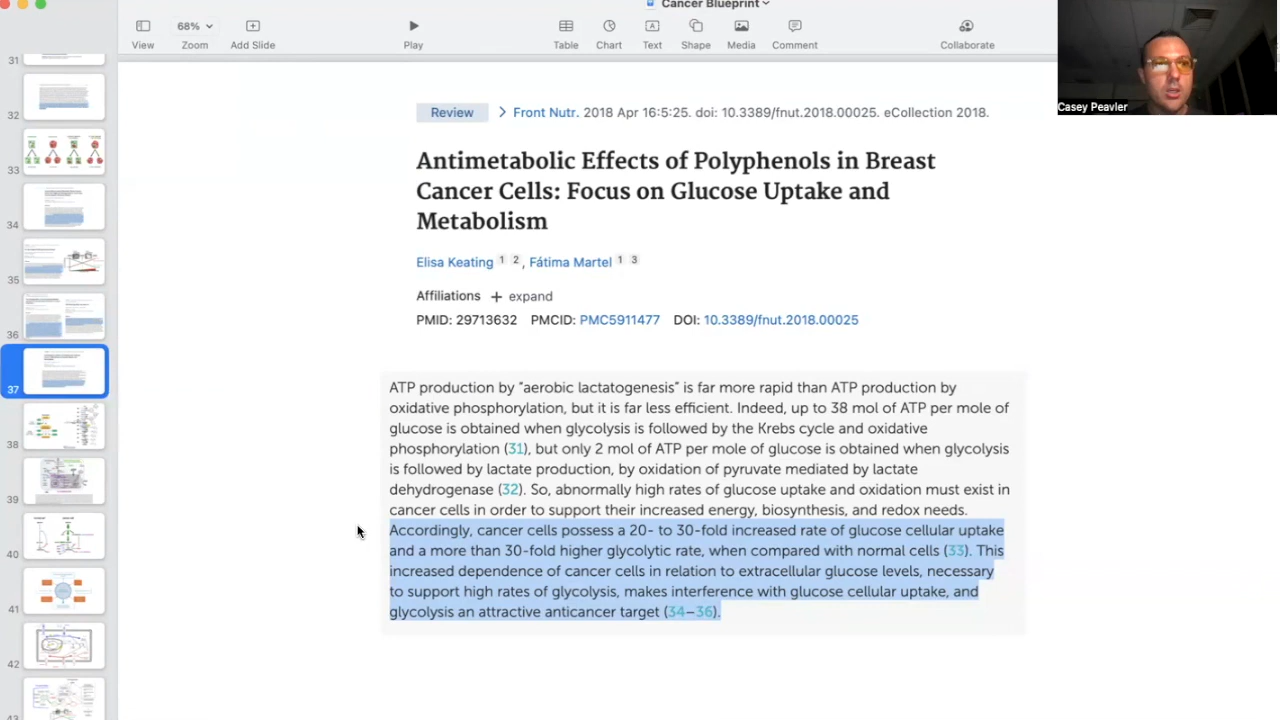 Cancer Blueprint
68%
View
Zoom
Add Slide
Play
Table
Chart
Text
Shape
Media
Comment
Collaborate
Casey Peavler
31
32
33
34
35
36
37
38
39
40
41
42
43
Review
Front Nutr. 2018 Apr 16:5:25. doi: 10.3389/fnut.2018.00025. eCollection 2018.
Antimetabolic Effects of Polyphenols in Breast
Cancer Cells: Focus on Glucose Uptake and
Metabolism
Elisa Keating 1 2, Fátima Martel 1 3
Affiliations + expand
PMID: 29713632 PMCID: PMC5911477 DOI: 10.3389/fnut.2018.00025
ATP production by “aerobic lactatogenesis” is far more rapid than ATP production by
oxidative phosphorylation, but it is far less efficient. Indeed, up to 38 mol of ATP per mole of
glucose is obtained when glycolysis is followed by the Krebs cycle and oxidative
phosphorylation (31), but only 2 mol of ATP per mole of glucose is obtained when glycolysis
is followed by lactate production, by oxidation of pyruvate mediated by lactate
dehydrogenase (32). So, abnormally high rates of glucose uptake and oxidation must exist in
cancer cells in order to support their increased energy, biosynthesis, and redox needs.
Accordingly, cancer cells possess a 20- to 30-fold increased rate of glucose cellular uptake
and a more than 30-fold higher glycolytic rate, when compared with normal cells (33). This
increased dependence of cancer cells in relation to extracellular glucose levels, necessary
to support high rates of glycolysis, makes interference with glucose cellular uptake, and
glycolysis an attractive anticancer target (34–36).